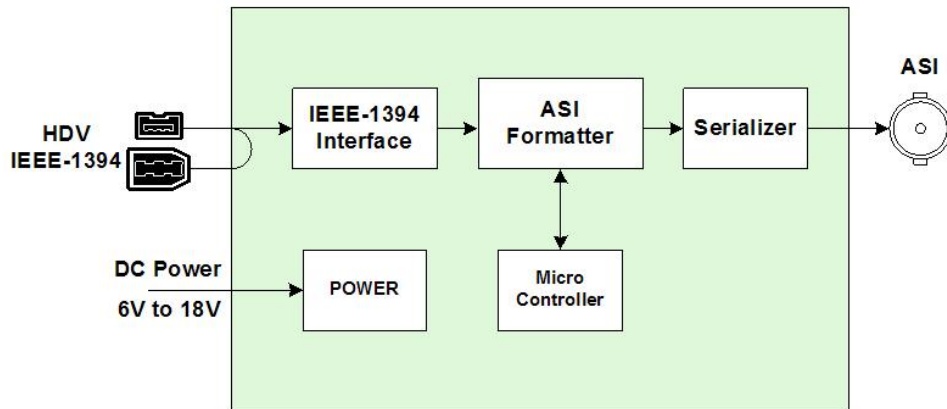 ASI
HDV
IEEE-1394
IEEE-1394
Interface
ASI
Formatter
Serializer
DC Power
6V to 18V
POWER
Micro
Controller